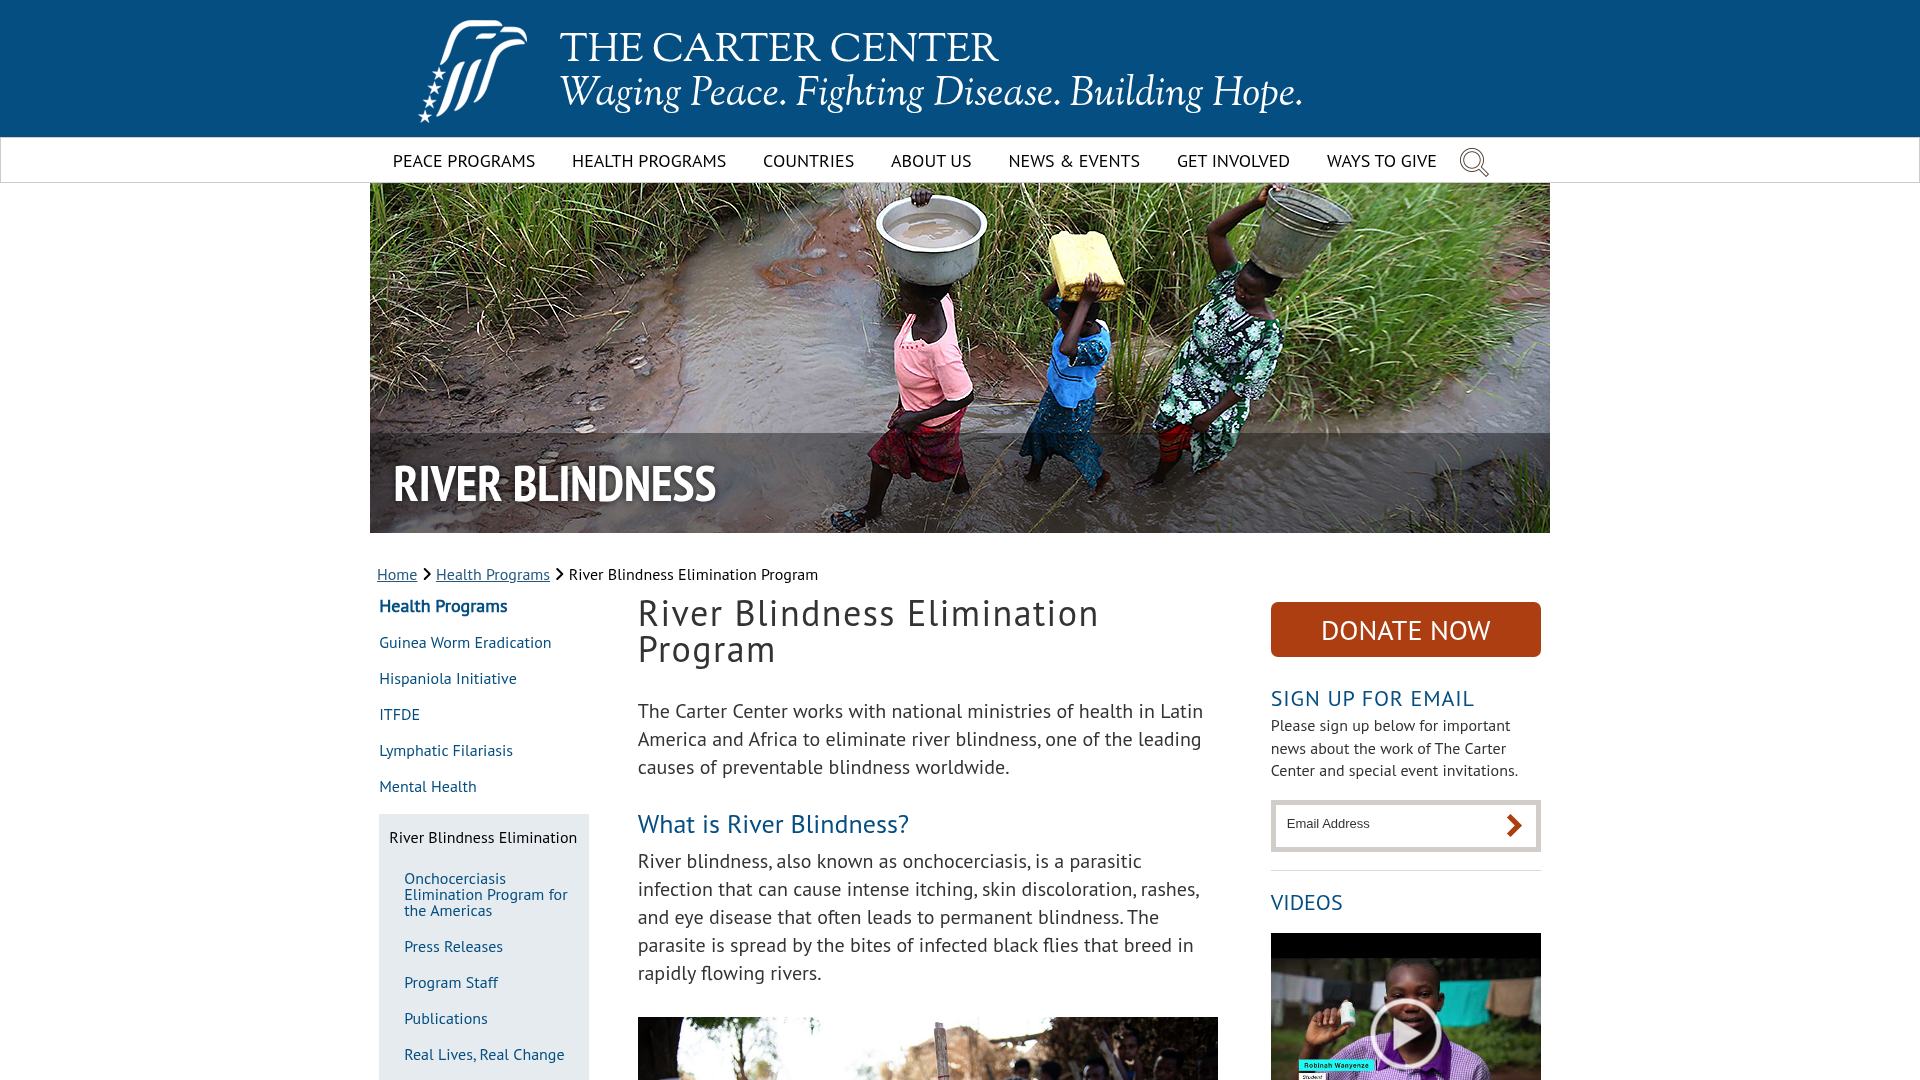 THE CARTER CENTER
Waging Peace. Fighting Disease. Building Hope.
PEACE PROGRAMS
HEALTH PROGRAMS
COUNTRIES
ABOUT US
NEWS & EVENTS
GET INVOLVED
WAYS TO GIVE
RIVER BLINDNESS
Home
Health Programs
River Blindness Elimination Program
Health Programs
Guinea Worm Eradication
Hispaniola Initiative
ITFDE
Lymphatic Filariasis
Mental Health
River Blindness Elimination
Onchocerciasis
Elimination Program for
the Americas
Press Releases
Program Staff
Publications
Real Lives, Real Change
River Blindness Elimination
Program
The Carter Center works with national ministries of health in Latin
America and Africa to eliminate river blindness, one of the leading
causes of preventable blindness worldwide.
What is River Blindness?
River blindness, also known as onchocerciasis, is a parasitic
infection that can cause intense itching, skin discoloration, rashes,
and eye disease that often leads to permanent blindness. The
parasite is spread by the bites of infected black flies that breed in
rapidly flowing rivers.
DONATE NOW
SIGN UP FOR EMAIL
Please sign up below for important
news about the work of The Carter
Center and special event invitations.
Email Address
VIDEOS
Robinah Wanyenze
Student